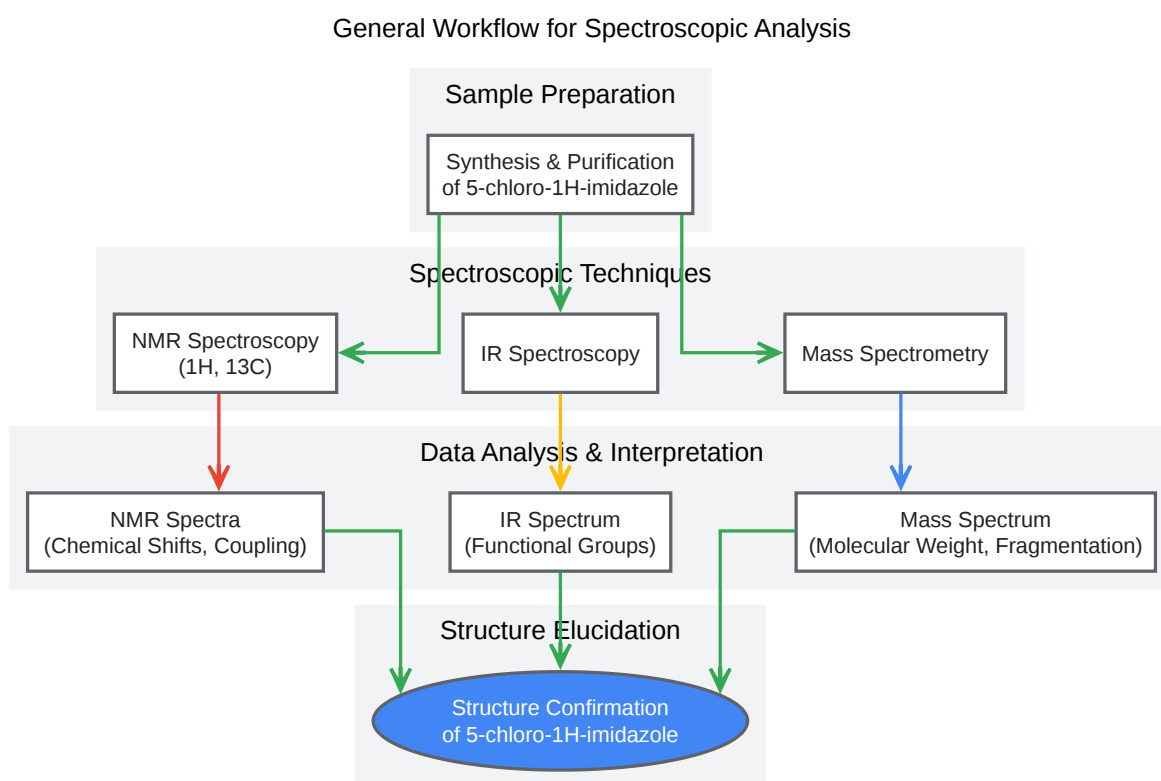 General Workflow for Spectroscopic Analysis
Sample Preparation
Synthesis & Purification
of 5-chloro-1H-imidazole
Spectroscopic Techniques
NMR Spectroscopy
(1H, 13C)
IR Spectroscopy
Mass Spectrometry
Data Analysis & Interpretation
NMR Spectra
(Chemical Shifts, Coupling)
IR Spectrum
(Functional Groups)
Mass Spectrum
(Molecular Weight, Fragmentation)
Structure Elucidation
Structure Confirmation
of 5-chloro-1H-imidazole